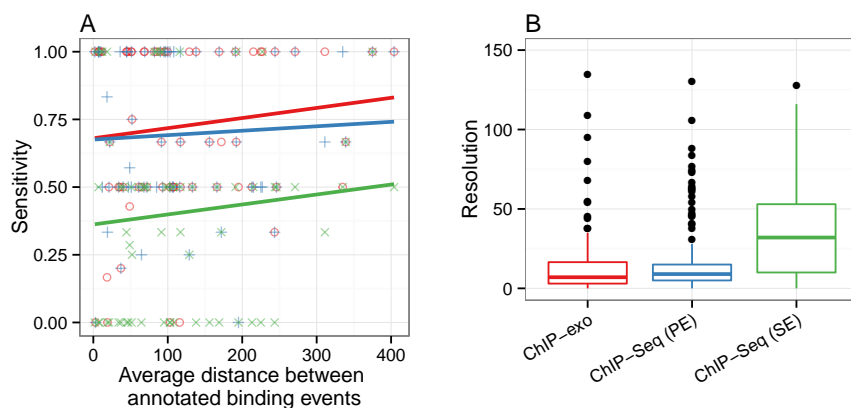 A
1.00
0.75
0.50
0.25
0.00
Sensitivity
0
100
200
300
400
Average distance between
annotated binding events
B
150
100
50
0
Resolution
ChIP−exo
ChIP−Seq (PE)
ChIP−Seq (SE)